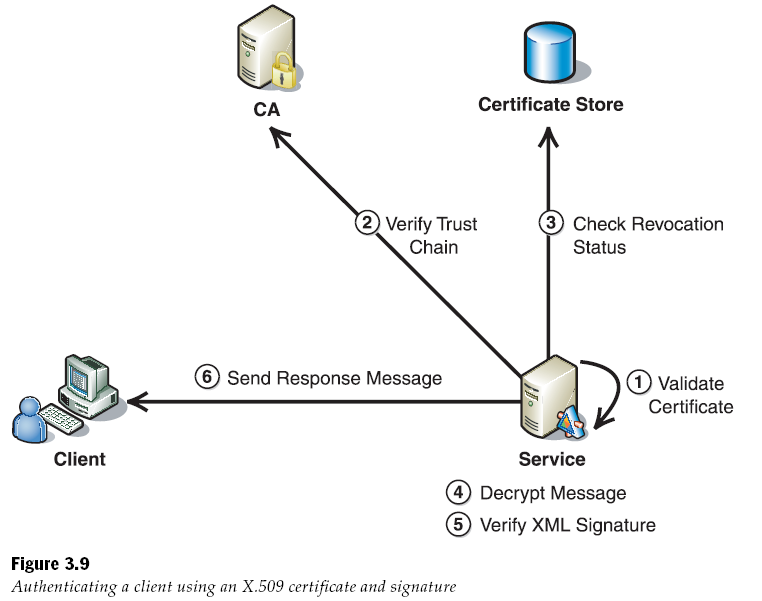 CA
Certificate Store
2 Verify Trust
Chain
3 Check Revocation
Status
6 Send Response Message
1 Validate
Certificate
Client
Service
4 Decrypt Message
5 Verify XML Signature
Figure 3.9
Authenticating a client using an X.509 certificate and signature